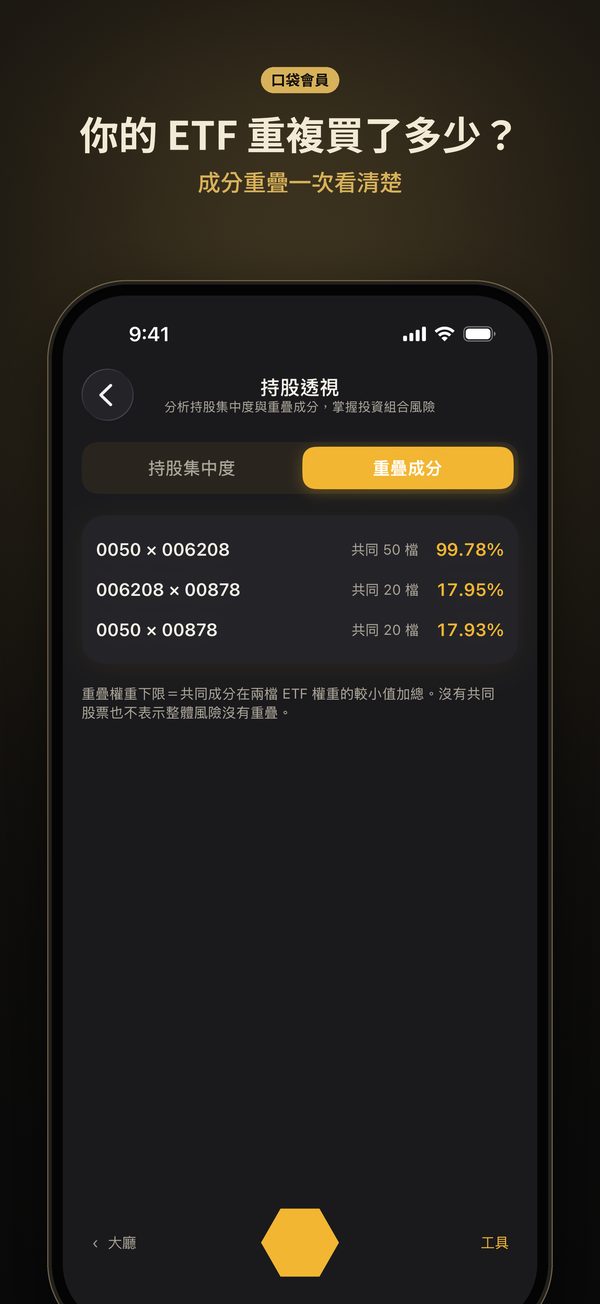 口袋會員
你的 ETF 重複買了多少？
成分重疊一次看清楚
9:41
持股透視
分析持股集中度與重疊成分，掌握投資組合風險
持股集中度
重疊成分
0050 × 006208 共同 50 檔 99.78%
006208 × 00878 共同 20 檔 17.95%
0050 × 00878 共同 20 檔 17.93%
重疊權重下限＝共同成分在兩檔 ETF 權重的較小值加總。沒有共同
股票也不表示整體風險沒有重疊。
‹ 大廳
工具